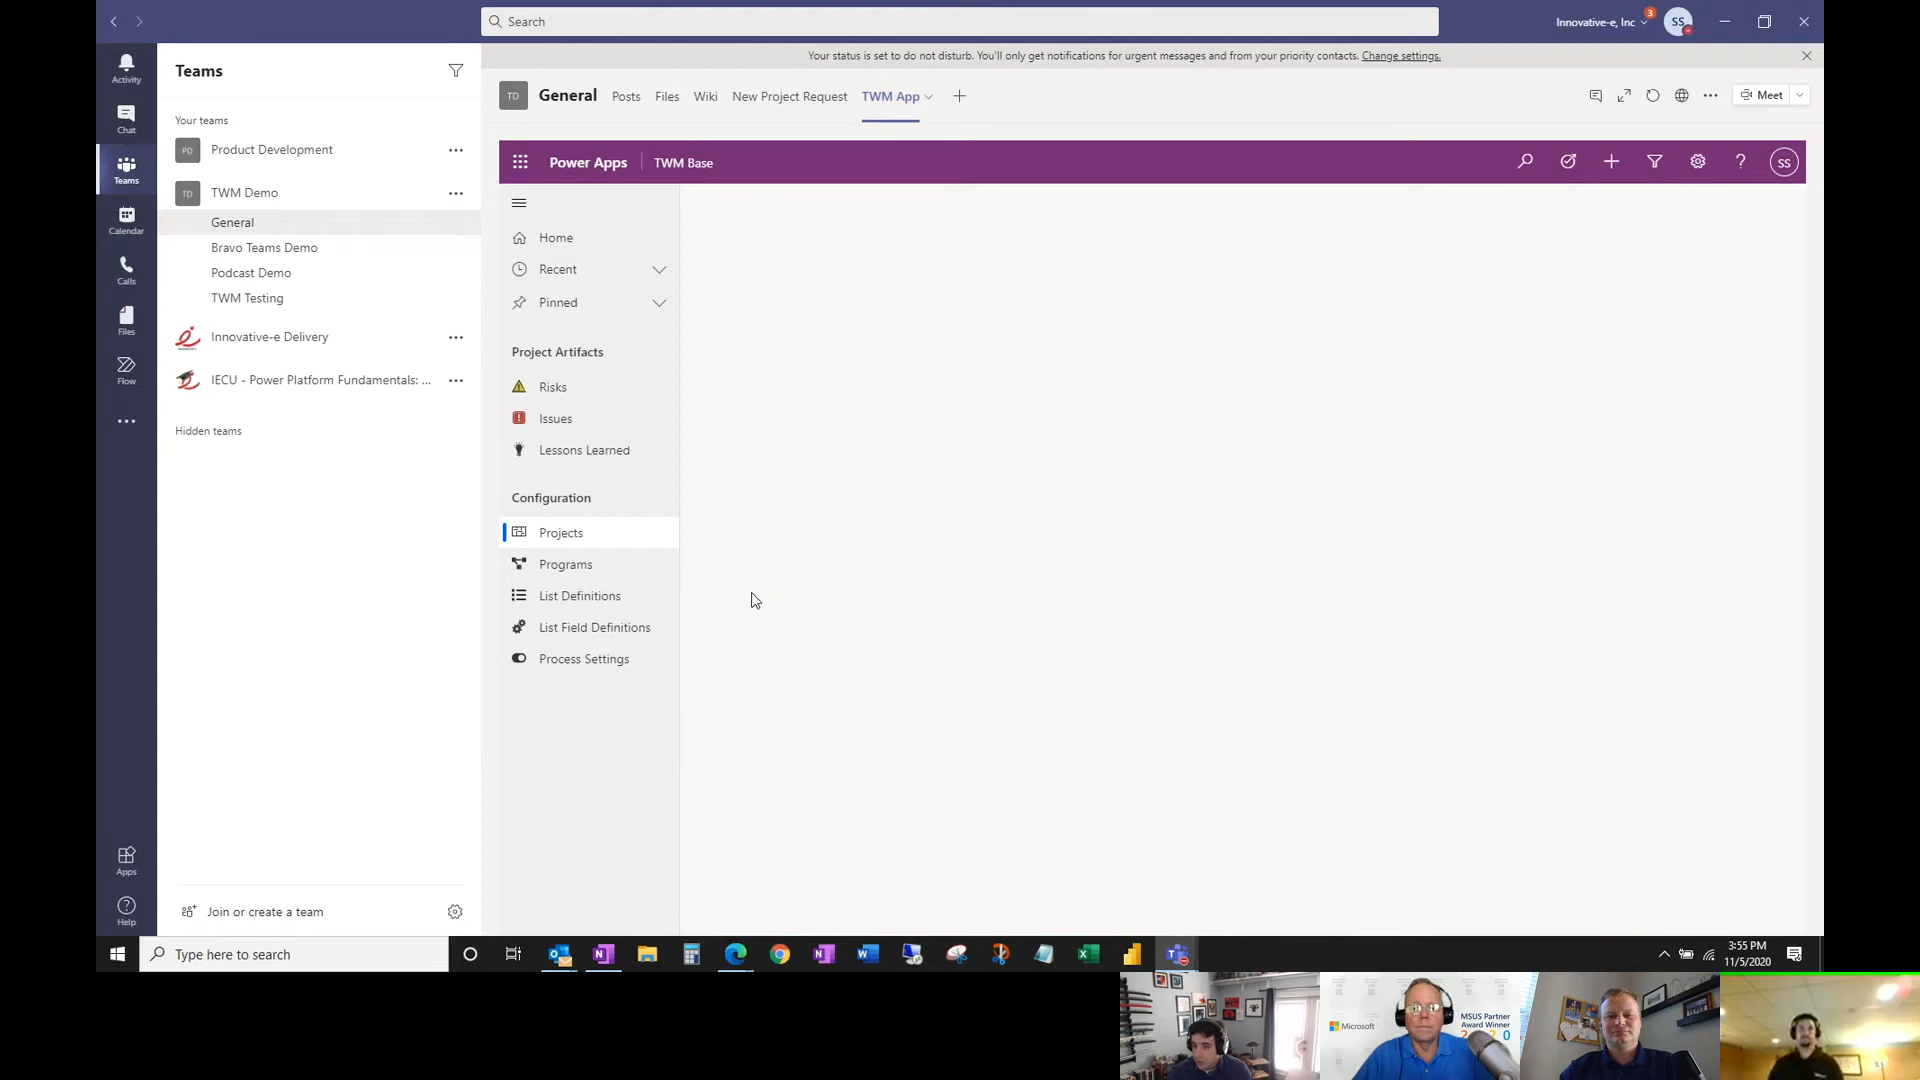 Search
Innovative-e, Inc
3
SS
Your status is set to do not disturb. You'll only get notifications for urgent messages and from your priority contacts. Change settings.
Activity
Chat
Teams
Calendar
Calls
Files
Flow
Apps
Help
Teams
Your teams
PD Product Development
TD TWM Demo
General
Bravo Teams Demo
Podcast Demo
TWM Testing
Innovative-e Delivery
IECU - Power Platform Fundamentals: ...
Hidden teams
Join or create a team
TD General Posts Files Wiki New Project Request TWM App
Meet
Power Apps TWM Base
SS
Home
Recent
Pinned
Project Artifacts
Risks
Issues
Lessons Learned
Configuration
Projects
Programs
List Definitions
List Field Definitions
Process Settings
Type here to search
3:55 PM
11/5/2020
Microsoft
MSUS Partner
Award Winner